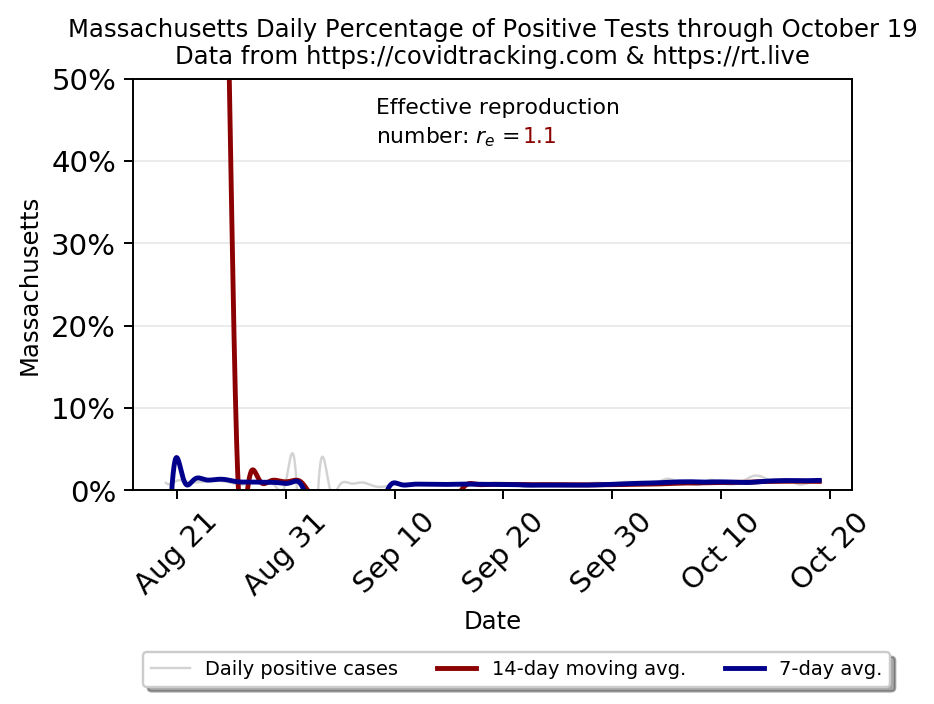 Massachusetts Daily Percentage of Positive Tests through October 19
Data from https://covidtracking.com & https://rt.live
50%
40%
30%
20%
10%
0%
Massachusetts
Effective reproduction
number: rₑ =1.1
Aug 21
Aug 31
Sep 10
Sep 20
Sep 30
Oct 10
Oct 20
Date
Daily positive cases
14-day moving avg.
7-day avg.